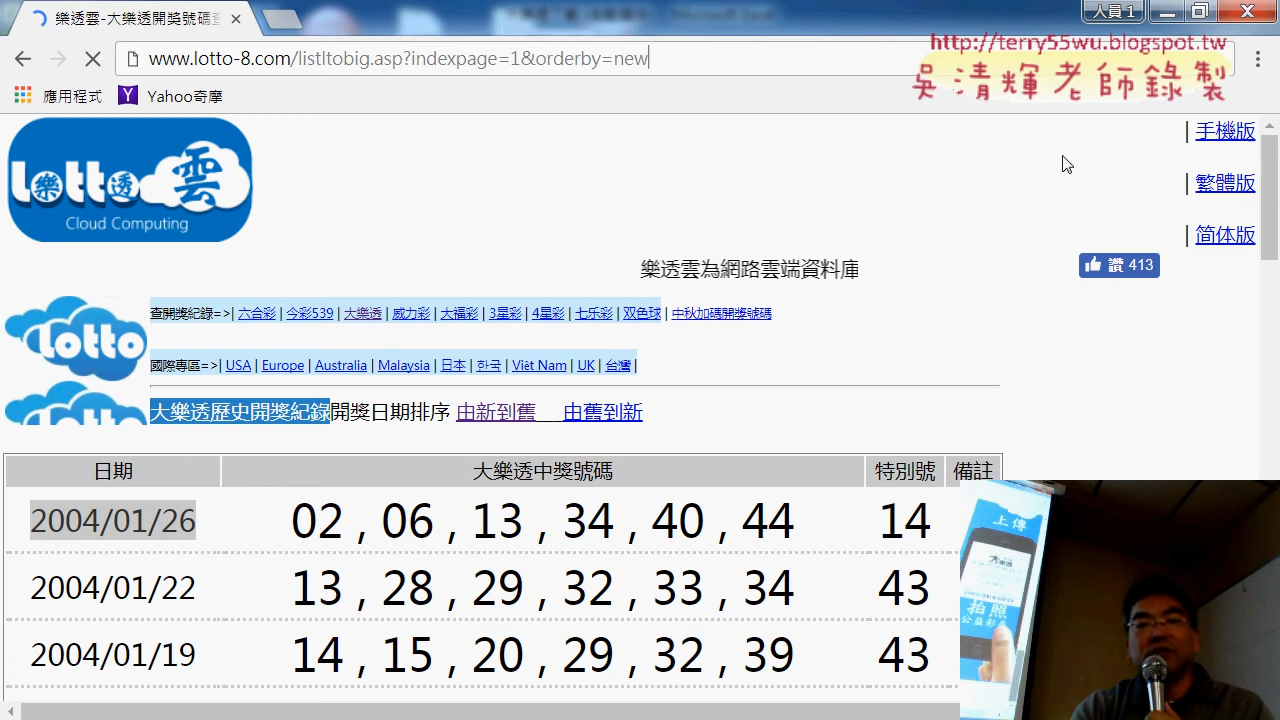 樂透雲-大樂透開獎號碼查
人員 1
www.lotto-8.com/listltobig.asp?indexpage=1&orderby=new
http://terry55wu.blogspot.tw
吳清輝老師錄製
應用程式
Yahoo奇摩
lotto
樂透雲
Cloud Computing
| 手機版
| 繁體版
| 简体版
樂透雲為網路雲端資料庫
讚 413
lotto
查開獎紀錄=>| 六合彩 | 今彩539 | 大樂透 | 威力彩 | 大福彩 | 3星彩 | 4星彩 | 七乐彩 | 双色球 | 中秋加碼開獎號碼
國際專區=>| USA | Europe | Australia | Malaysia | 日本 | 한국 | Việt Nam | UK | 台灣 |
大樂透歷史開獎紀錄開獎日期排序 由新到舊 由舊到新
日期 大樂透中獎號碼 特別號 備註
2004/01/26 02 , 06 , 13 , 34 , 40 , 44 14
2004/01/22 13 , 28 , 29 , 32 , 33 , 34 43
2004/01/19 14 , 15 , 20 , 29 , 32 , 39 43
上傳
拍照